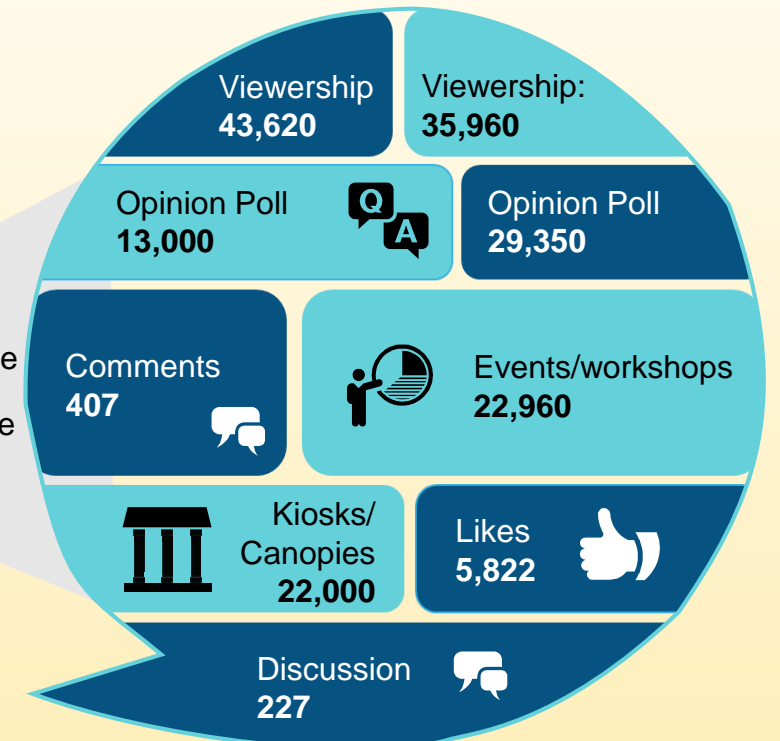 Viewership
43,620
Viewership:
35,960
Opinion Poll
13,000
Q
A
Opinion Poll
29,350
e
e
Comments
407
Events/workshops
22,960
Kiosks/
Canopies
22,000
Likes
5,822
Discussion
227